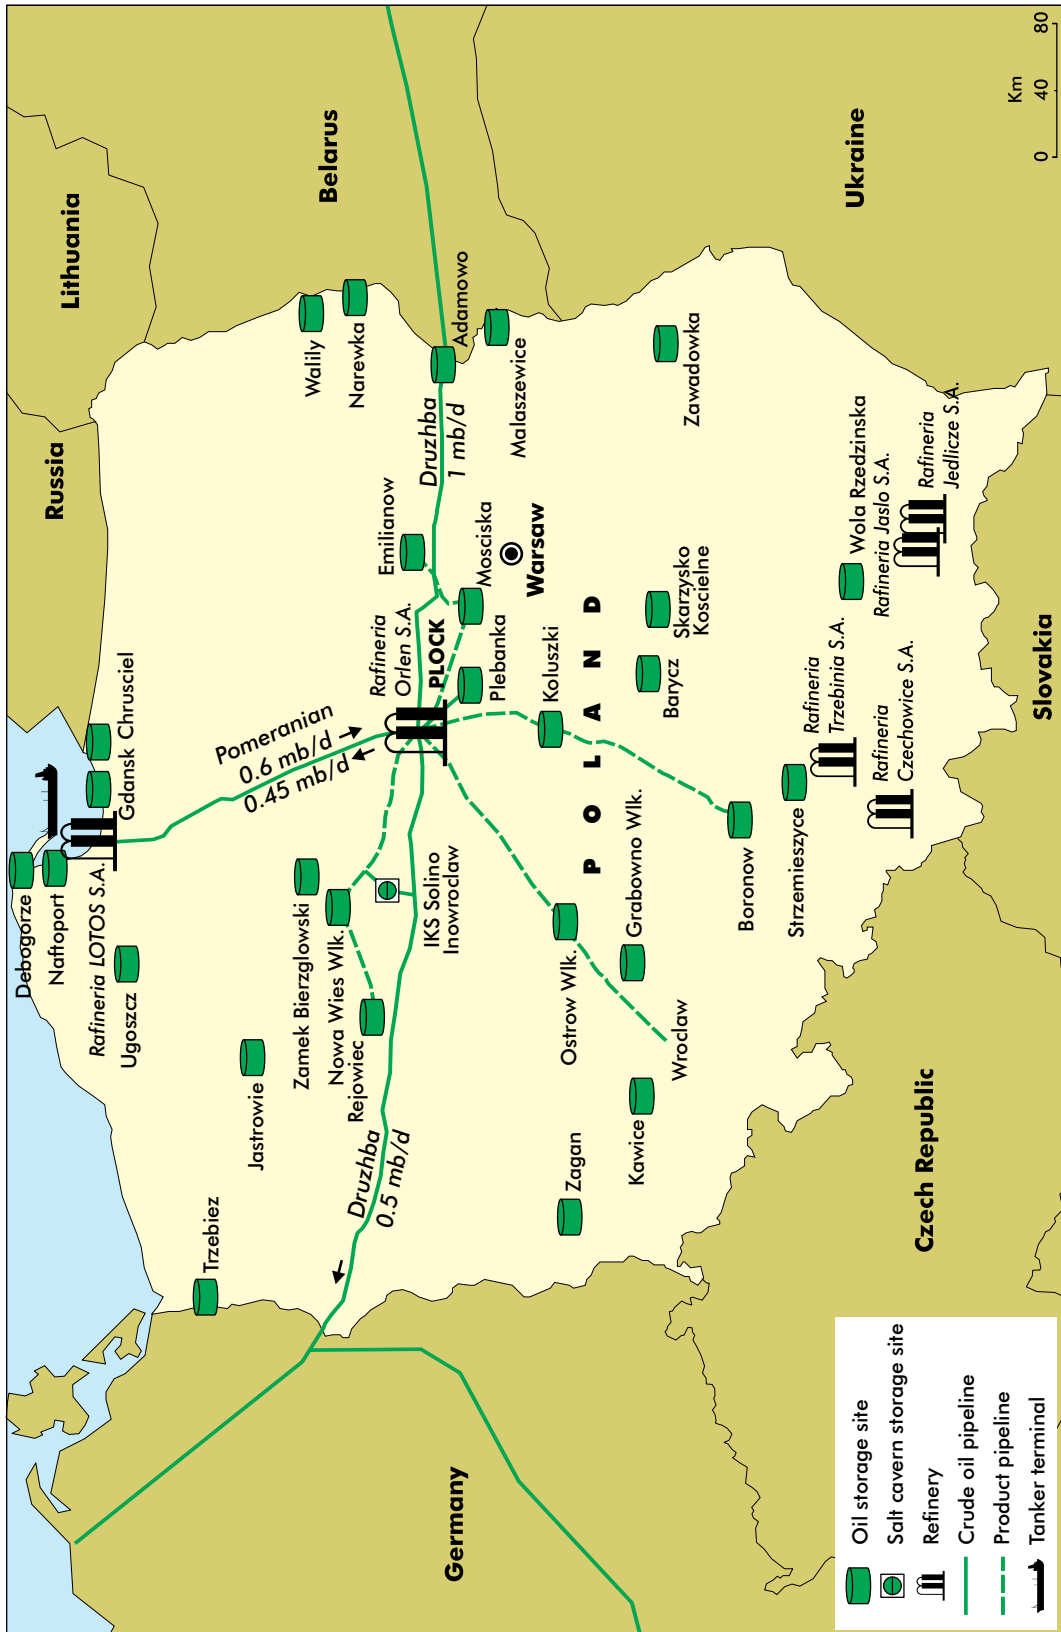 Lithuania
Russia
Belarus
Ukraine
Km
0 40 80
Debogorze
Naftoport
Rafineria LOTOS S.A.
Gdansk Chrusciel
Ugoszcz
Jastrowie
Trzebiez
Pomeranian
0.6 mb/d
0.45 mb/d
Walily
Narewka
Adamowo
Malaszewice
Druzhba
1 mb/d
Emilianow
Mosciska
Warsaw
Rafineria
Orlen S.A.
PLOCK
Plebanka
Koluszki
Zamek Bierzglowski
Nowa Wies Wlk.
Rejowiec
IKS Solino
Inowroclaw
Druzhba
0.5 mb/d
POLAND
Ostrow Wlk.
Grabowno Wlk.
Wroclaw
Kawice
Zagan
Zawadowka
Skarzysko
Koscielne
Barycz
Boronow
Strzemieszyce
Rafineria
Trzebinia S.A.
Rafineria
Czechowice S.A.
Wola Rzedzinska
Rafineria Jaslo S.A.
Rafineria
Jedlicze S.A.
Slovakia
Czech Republic
Germany
Oil storage site
Salt cavern storage site
Refinery
Crude oil pipeline
Product pipeline
Tanker terminal